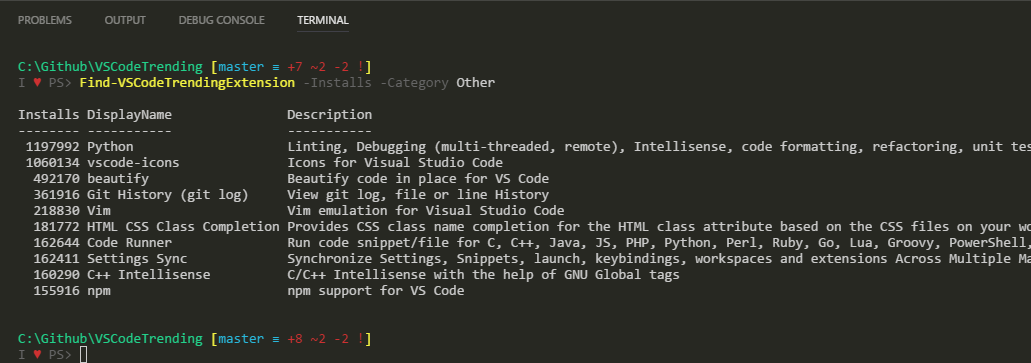 PROBLEMS OUTPUT DEBUG CONSOLE TERMINAL
C:\Github\VSCodeTrending [master ≡ +7 ~2 -2 !]
I ♥ PS> Find-VSCodeTrendingExtension -Installs -Category Other
Installs DisplayName Description
-------- ----------- -----------
1197992 Python Linting, Debugging (multi-threaded, remote), Intellisense, code formatting, refactoring, unit tes
1060134 vscode-icons Icons for Visual Studio Code
492170 beautify Beautify code in place for VS Code
361916 Git History (git log) View git log, file or line History
218830 Vim Vim emulation for Visual Studio Code
181772 HTML CSS Class Completion Provides CSS class name completion for the HTML class attribute based on the CSS files on your wo
162644 Code Runner Run code snippet/file for C, C++, Java, JS, PHP, Python, Perl, Ruby, Go, Lua, Groovy, PowerShell,
162411 Settings Sync Synchronize Settings, Snippets, launch, keybindings, workspaces and extensions Across Multiple Ma
160290 C++ Intellisense C/C++ Intellisense with the help of GNU Global tags
155916 npm npm support for VS Code
C:\Github\VSCodeTrending [master ≡ +8 ~2 -2 !]
I ♥ PS>